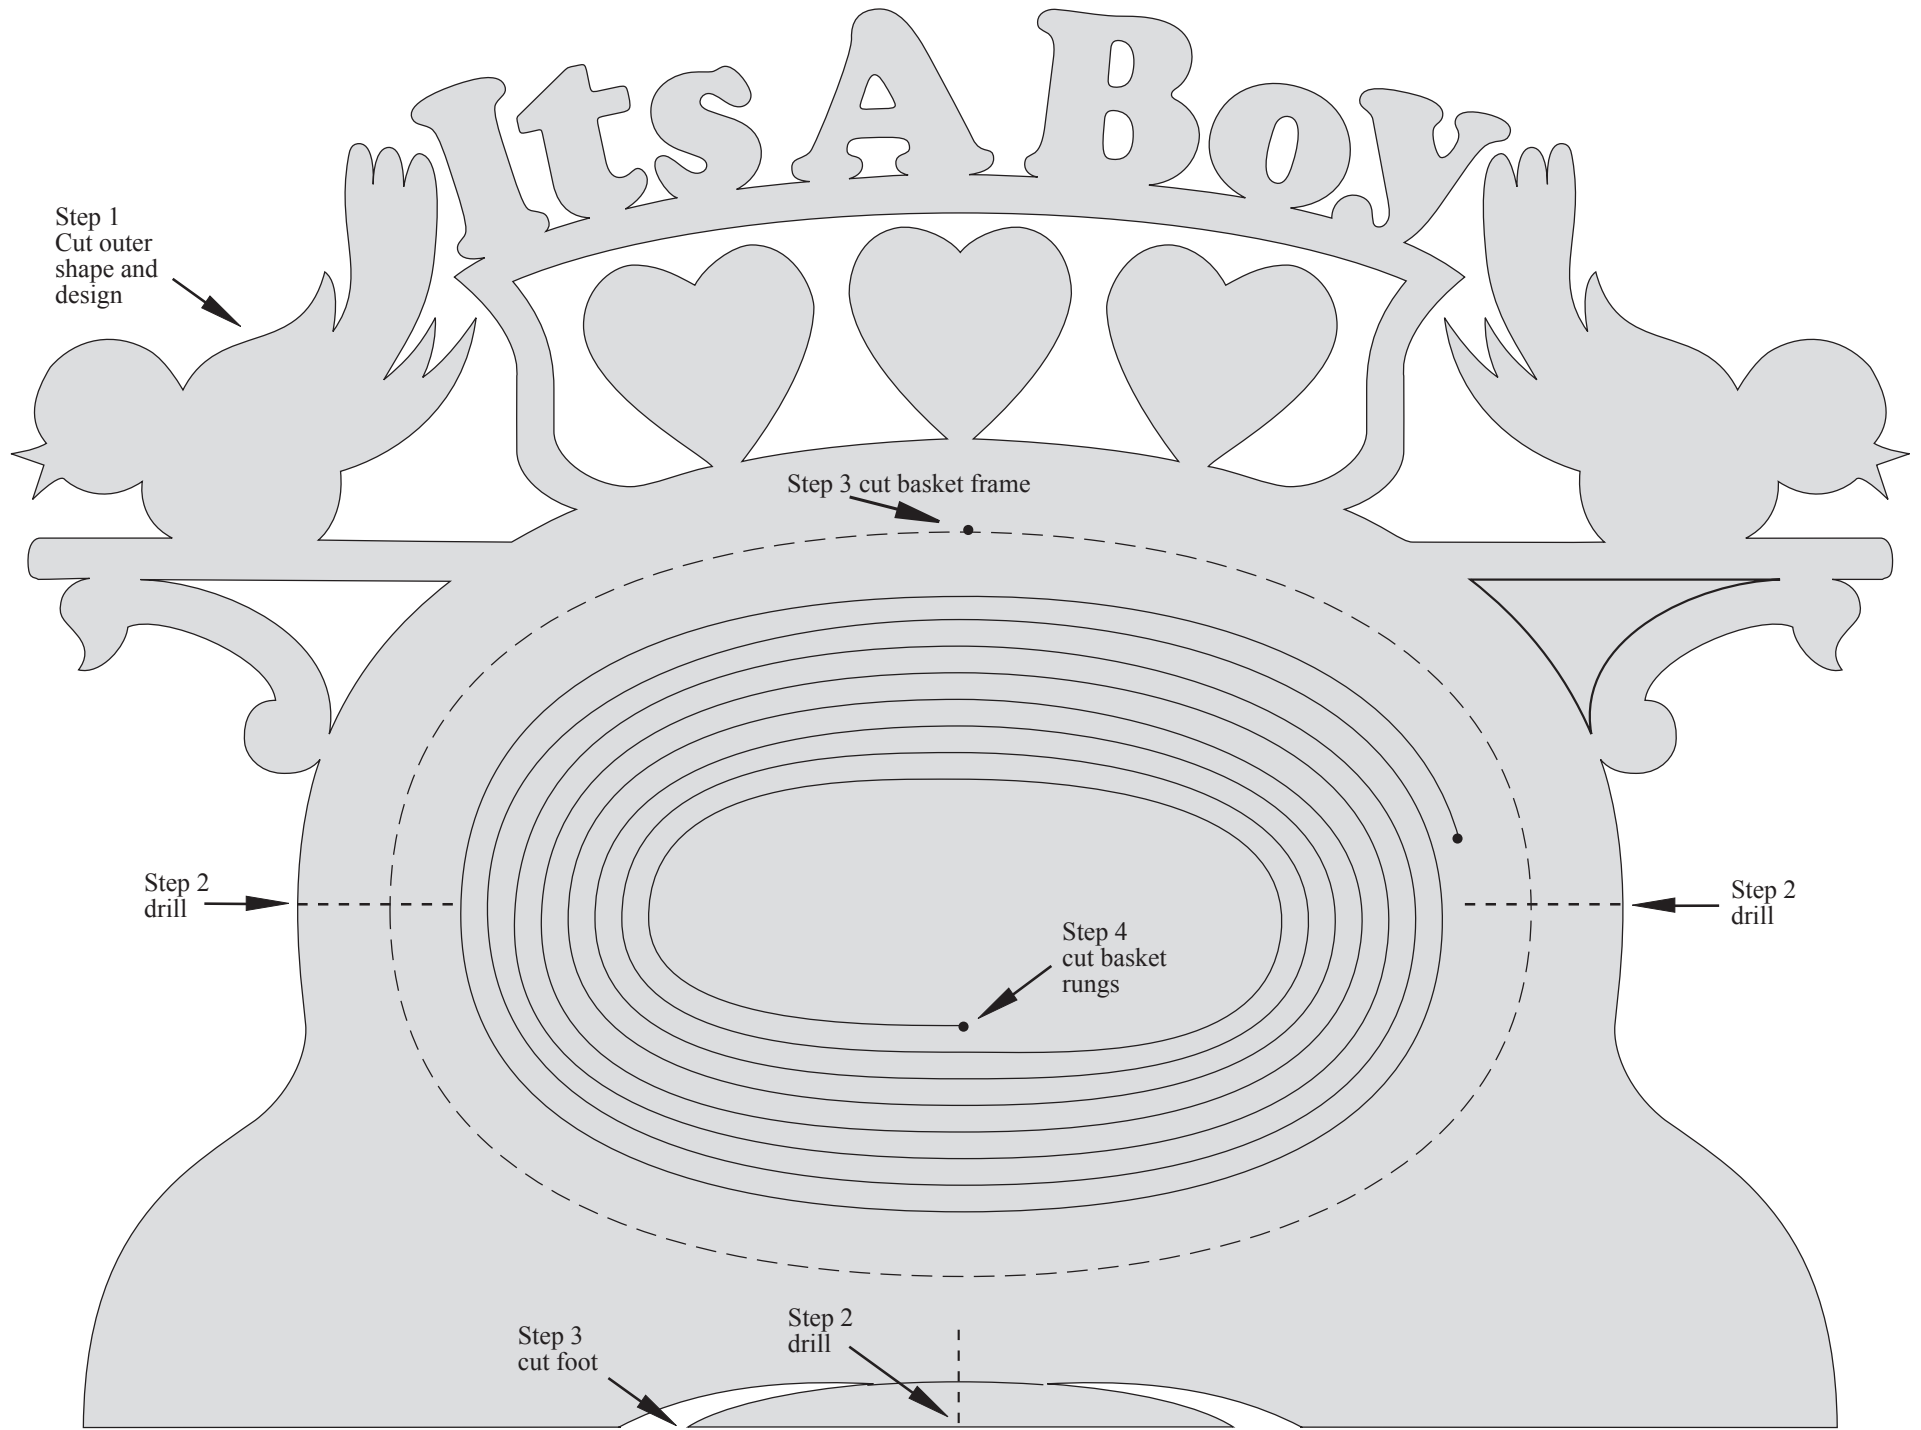 Its A Boy
Step 1
Cut outer
shape and
design
Step 3 cut basket frame
Step 2
drill
Step 2
drill
Step 4
cut basket
rungs
Step 2
drill
Step 3
cut foot